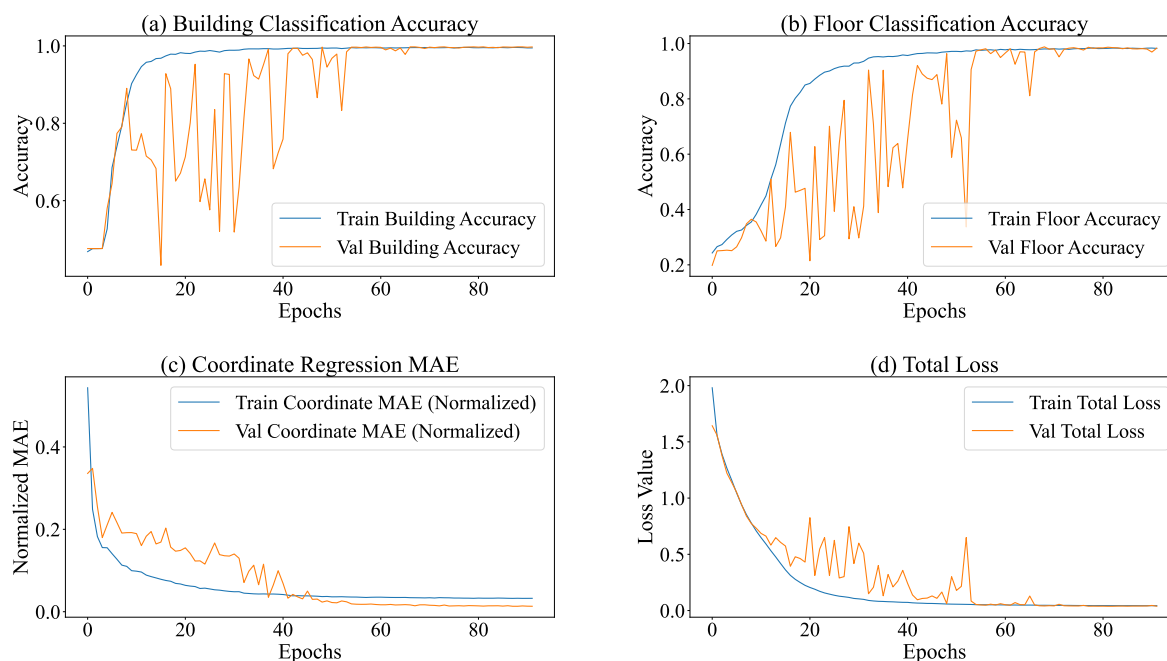 (a) Building Classification Accuracy
1.0
0.8
0.6
Accuracy
Train Building Accuracy
Val Building Accuracy
0 20 40 60 80
Epochs
(b) Floor Classification Accuracy
1.0
0.8
0.6
0.4
0.2
Accuracy
Train Floor Accuracy
Val Floor Accuracy
0 20 40 60 80
Epochs
(c) Coordinate Regression MAE
0.4
0.2
0.0
Normalized MAE
Train Coordinate MAE (Normalized)
Val Coordinate MAE (Normalized)
0 20 40 60 80
Epochs
(d) Total Loss
2.0
1.5
1.0
0.5
0.0
Loss Value
Train Total Loss
Val Total Loss
0 20 40 60 80
Epochs